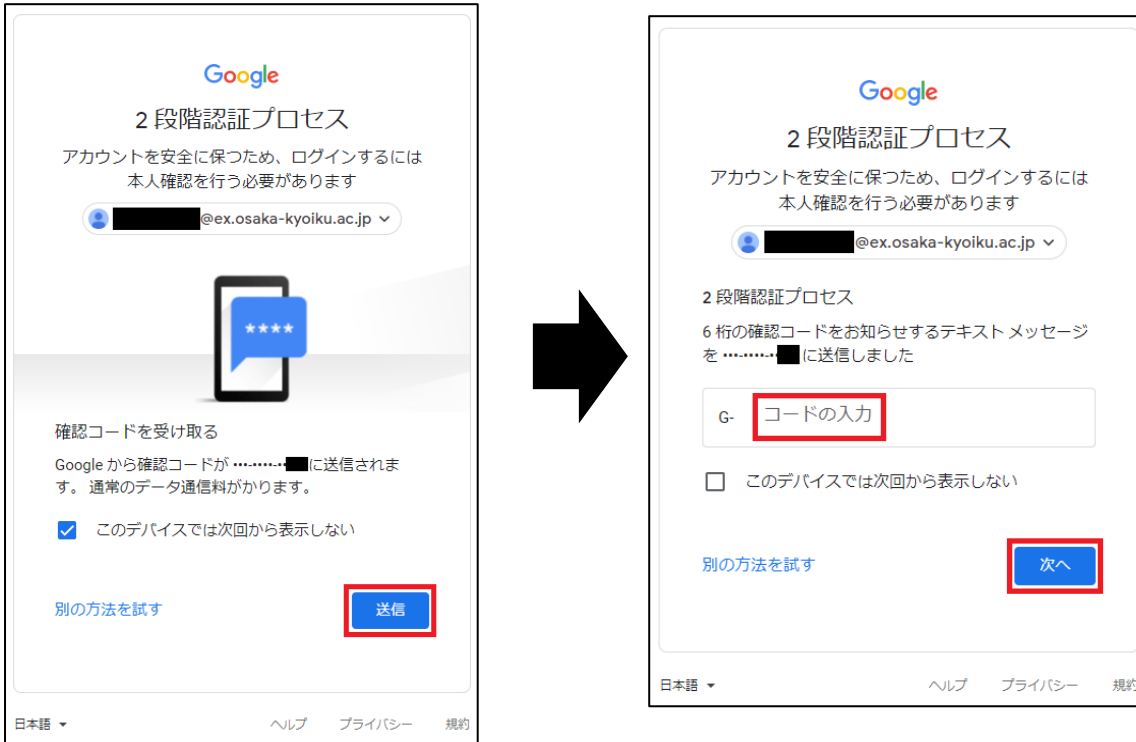 Google
2 段階認証プロセス
アカウントを安全に保つため、ログインするには
本人確認を行う必要があります
@ex.osaka-kyoiku.ac.jp
****
確認コードを受け取る
Google から確認コードが •••-••••-••に送信されま
す。 通常のデータ通信料がかります。
このデバイスでは次回から表示しない
別の方法を試す
送信
日本語
ヘルプ
プライバシー
規約
Google
2 段階認証プロセス
アカウントを安全に保つため、ログインするには
本人確認を行う必要があります
@ex.osaka-kyoiku.ac.jp
2 段階認証プロセス
6 桁の確認コードをお知らせするテキスト メッセージ
を •••-••••-•• に送信しました
G- コードの入力
このデバイスでは次回から表示しない
別の方法を試す
次へ
日本語
ヘルプ
プライバシー
規約